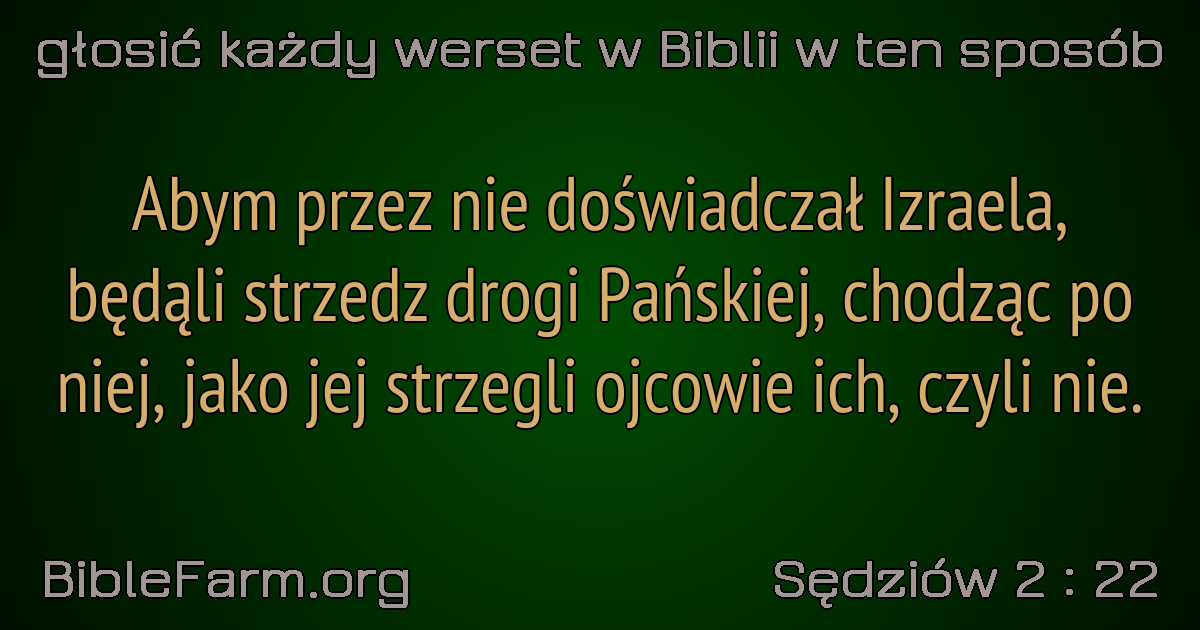 głosić każdy werset w Biblii w ten sposób
Abym przez nie doświadczał Izraela,
będąli strzedz drogi Pańskiej, chodząc po
niej, jako jej strzegli ojcowie ich, czyli nie.
BibleFarm.org
Sędziów 2 : 22